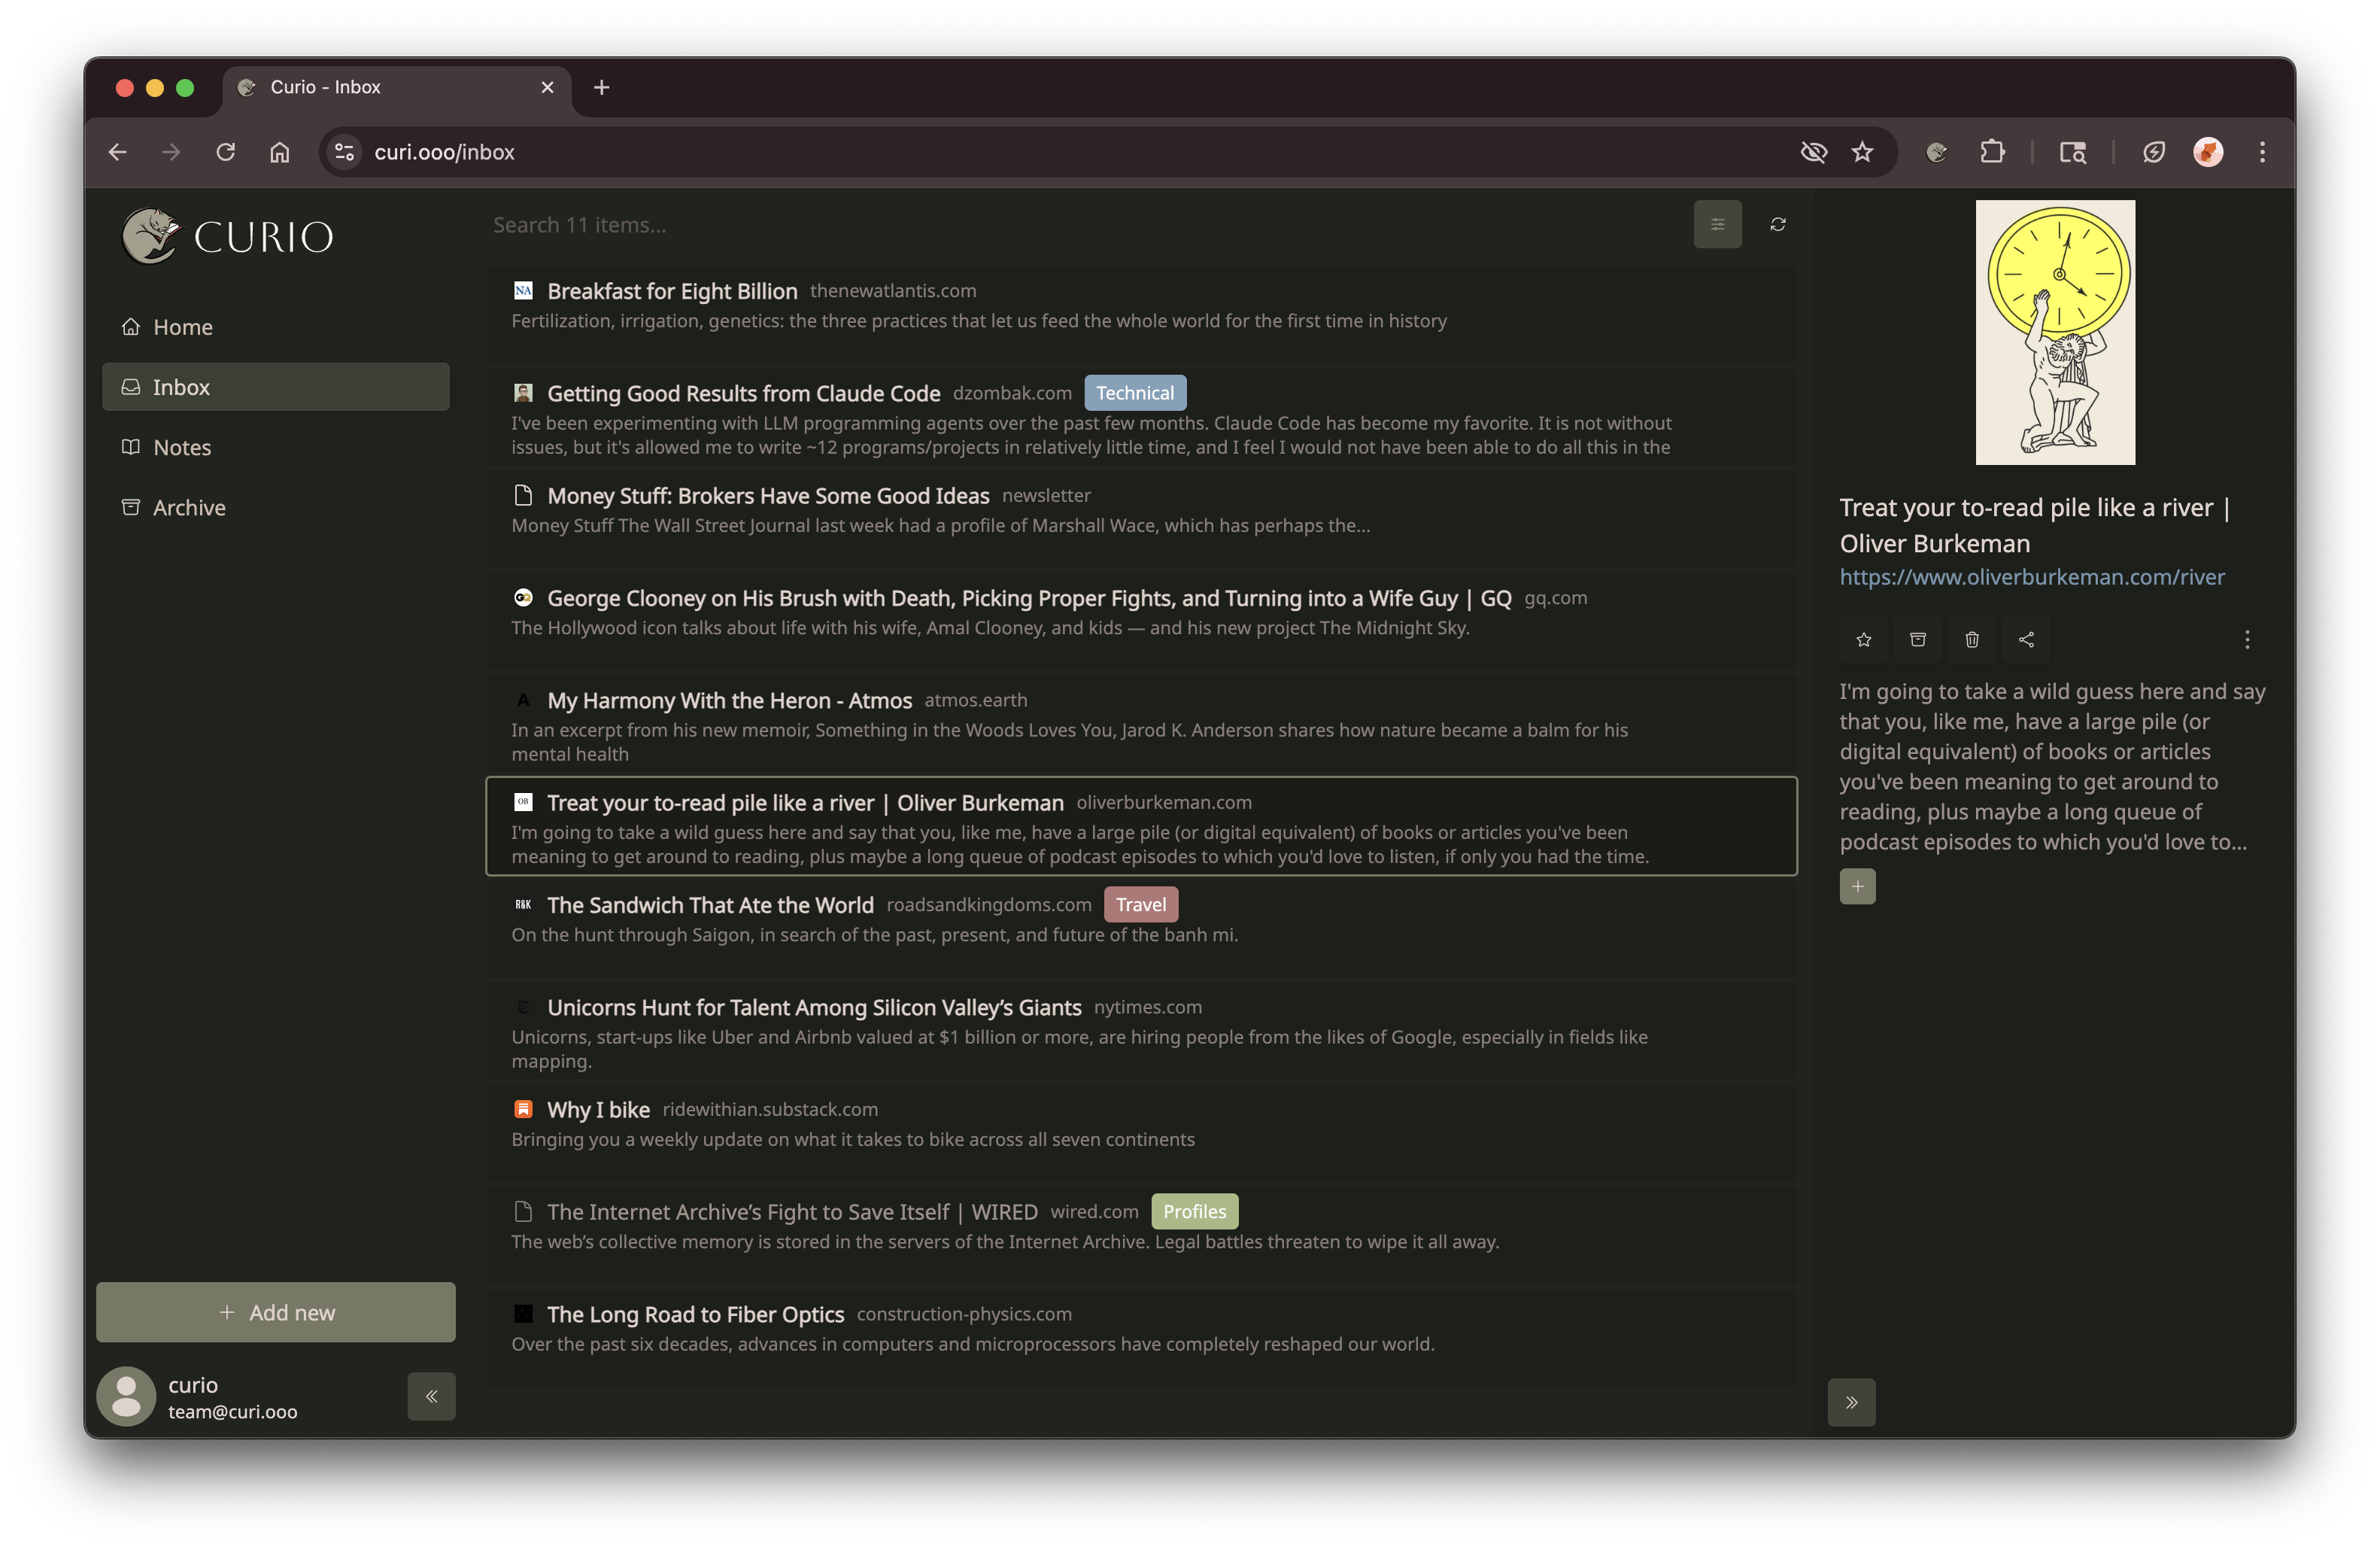 Curio - Inbox
curi.ooo/inbox
CURIO
Home
Inbox
Notes
Archive
Add new
curio
team@curi.ooo
Search 11 items...
NA Breakfast for Eight Billion thenewatlantis.com
Fertilization, irrigation, genetics: the three practices that let us feed the whole world for the first time in history
Getting Good Results from Claude Code dzombak.com Technical
I've been experimenting with LLM programming agents over the past few months. Claude Code has become my favorite. It is not without
issues, but it's allowed me to write ~12 programs/projects in relatively little time, and I feel I would not have been able to do all this in the
Money Stuff: Brokers Have Some Good Ideas newsletter
Money Stuff The Wall Street Journal last week had a profile of Marshall Wace, which has perhaps the...
GQ George Clooney on His Brush with Death, Picking Proper Fights, and Turning into a Wife Guy | GQ gq.com
The Hollywood icon talks about life with his wife, Amal Clooney, and kids — and his new project The Midnight Sky.
A My Harmony With the Heron - Atmos atmos.earth
In an excerpt from his new memoir, Something in the Woods Loves You, Jarod K. Anderson shares how nature became a balm for his
mental health
OB Treat your to-read pile like a river | Oliver Burkeman oliverburkeman.com
I'm going to take a wild guess here and say that you, like me, have a large pile (or digital equivalent) of books or articles you've been
meaning to get around to reading, plus maybe a long queue of podcast episodes to which you'd love to listen, if only you had the time.
R&K The Sandwich That Ate the World roadsandkingdoms.com Travel
On the hunt through Saigon, in search of the past, present, and future of the banh mi.
Unicorns Hunt for Talent Among Silicon Valley’s Giants nytimes.com
Unicorns, start-ups like Uber and Airbnb valued at $1 billion or more, are hiring people from the likes of Google, especially in fields like
mapping.
Why I bike ridewithian.substack.com
Bringing you a weekly update on what it takes to bike across all seven continents
The Internet Archive’s Fight to Save Itself | WIRED wired.com Profiles
The web’s collective memory is stored in the servers of the Internet Archive. Legal battles threaten to wipe it all away.
The Long Road to Fiber Optics construction-physics.com
Over the past six decades, advances in computers and microprocessors have completely reshaped our world.
Treat your to-read pile like a river |
Oliver Burkeman
https://www.oliverburkeman.com/river
I'm going to take a wild guess here and say
that you, like me, have a large pile (or
digital equivalent) of books or articles
you've been meaning to get around to
reading, plus maybe a long queue of
podcast episodes to which you'd love to...